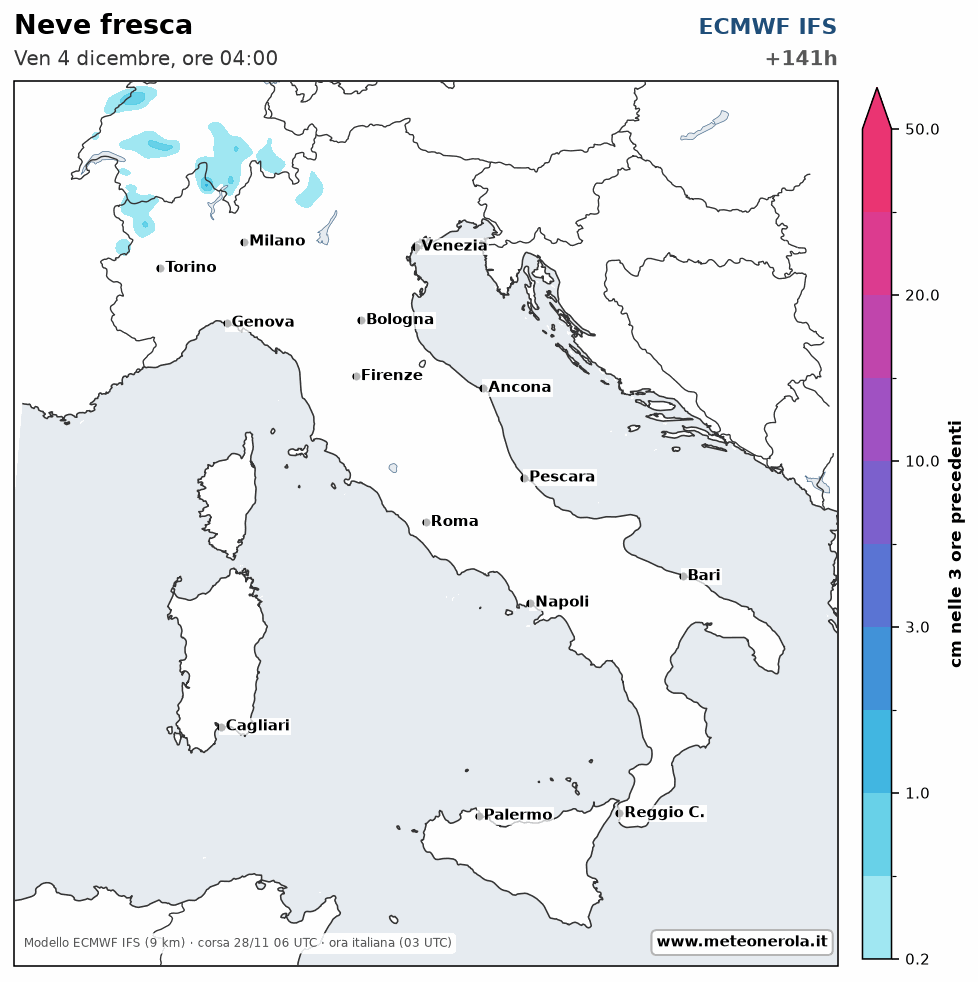 Neve fresca
ECMWF IFS
Ven 4 dicembre, ore 04:00
+141h
50.0
20.0
10.0
3.0
1.0
0.2
cm nelle 3 ore precedenti
Milano
Venezia
Torino
Genova
Bologna
Firenze
Ancona
Pescara
Roma
Bari
Napoli
Cagliari
Palermo
Reggio C.
Modello ECMWF IFS (9 km) · corsa 28/11 06 UTC · ora italiana (03 UTC)
www.meteonerola.it